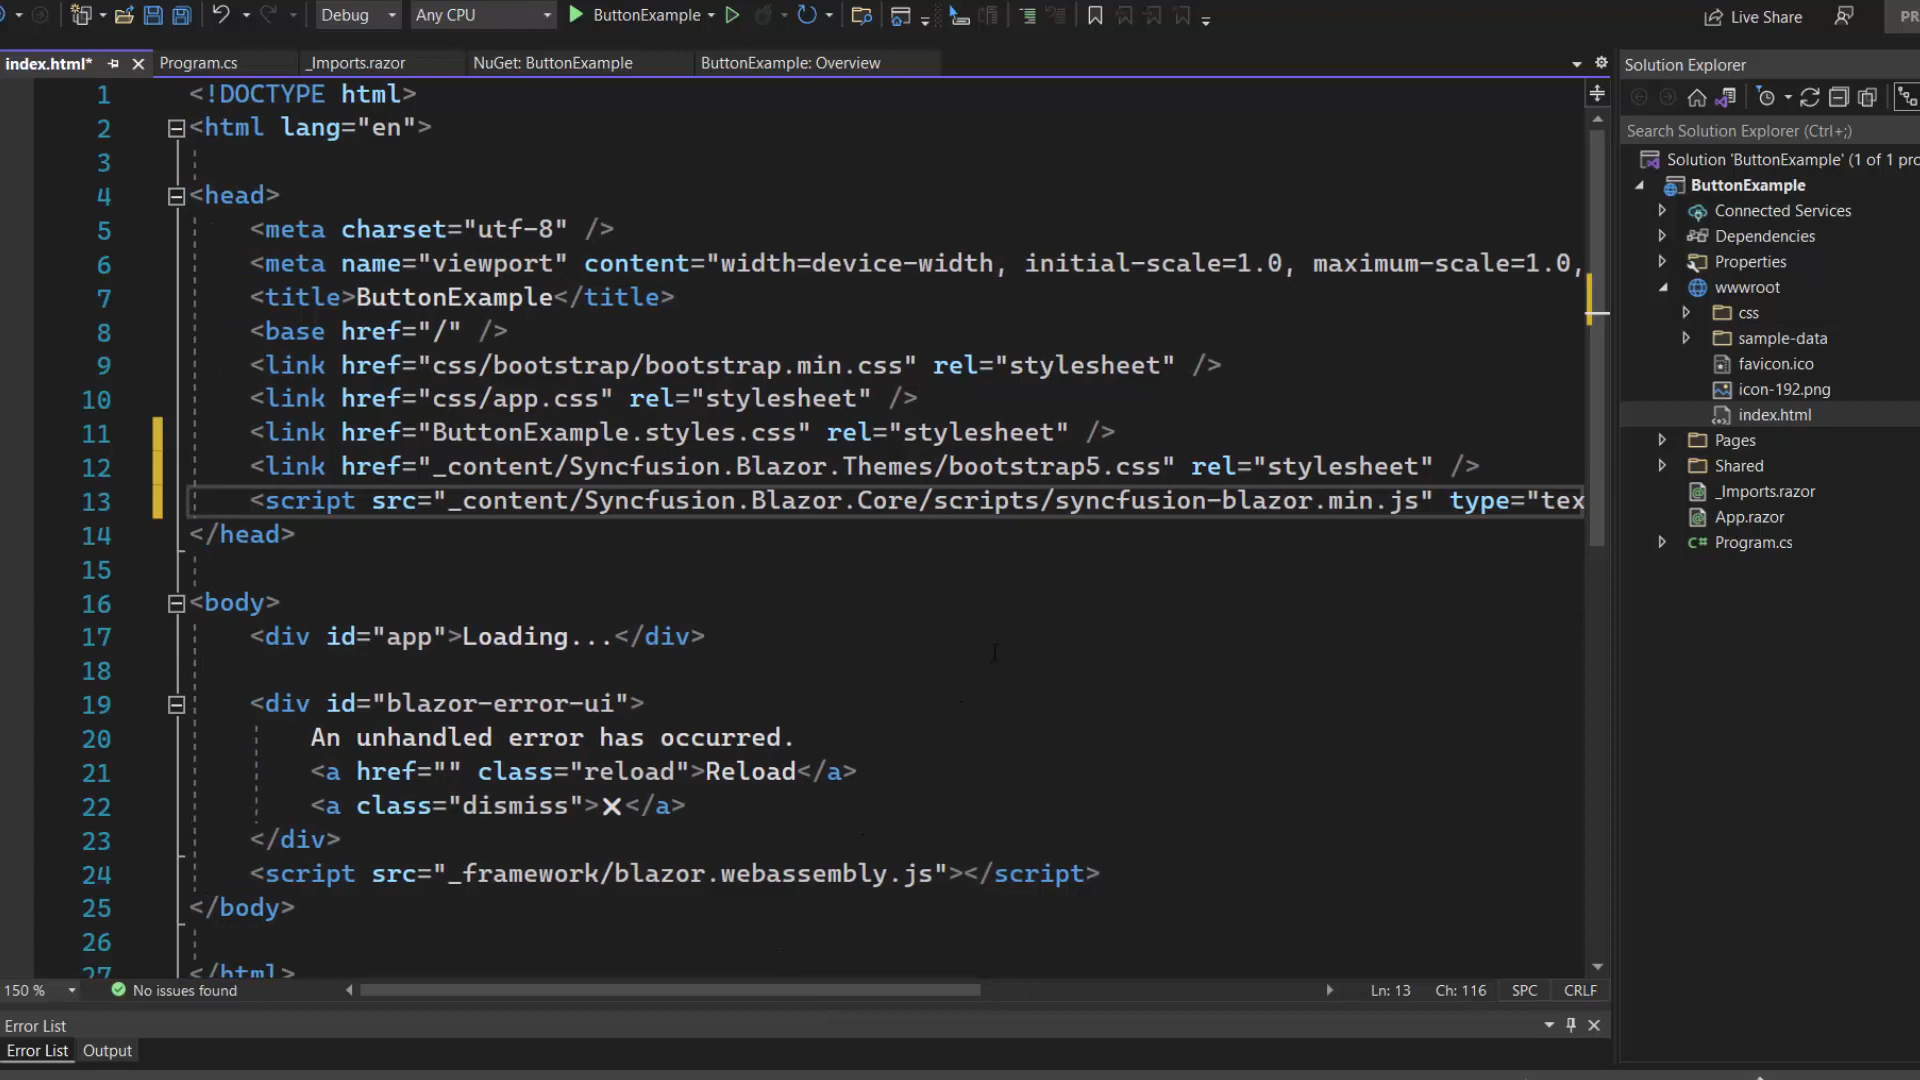 Debug
Any CPU
ButtonExample
Live Share
PR
index.html*
Program.cs
_Imports.razor
NuGet: ButtonExample
ButtonExample: Overview
1 <!DOCTYPE html>
2 <html lang="en">
3
4 <head>
5 <meta charset="utf-8" />
6 <meta name="viewport" content="width=device-width, initial-scale=1.0, maximum-scale=1.0,
7 <title>ButtonExample</title>
8 <base href="/" />
9 <link href="css/bootstrap/bootstrap.min.css" rel="stylesheet" />
10 <link href="css/app.css" rel="stylesheet" />
11 <link href="ButtonExample.styles.css" rel="stylesheet" />
12 <link href="_content/Syncfusion.Blazor.Themes/bootstrap5.css" rel="stylesheet" />
13 <script src="_content/Syncfusion.Blazor.Core/scripts/syncfusion-blazor.min.js" type="tex
14 </head>
15
16 <body>
17 <div id="app">Loading...</div>
18
19 <div id="blazor-error-ui">
20 An unhandled error has occurred.
21 <a href="" class="reload">Reload</a>
22 <a class="dismiss">🗙</a>
23 </div>
24 <script src="_framework/blazor.webassembly.js"></script>
25 </body>
26
27 </html>
150 %
No issues found
Ln: 13
Ch: 116
SPC
CRLF
Error List
Error List
Output
Solution Explorer
Search Solution Explorer (Ctrl+;)
Solution 'ButtonExample' (1 of 1 pro
ButtonExample
Connected Services
Dependencies
Properties
wwwroot
css
sample-data
favicon.ico
icon-192.png
index.html
Pages
Shared
_Imports.razor
App.razor
C# Program.cs